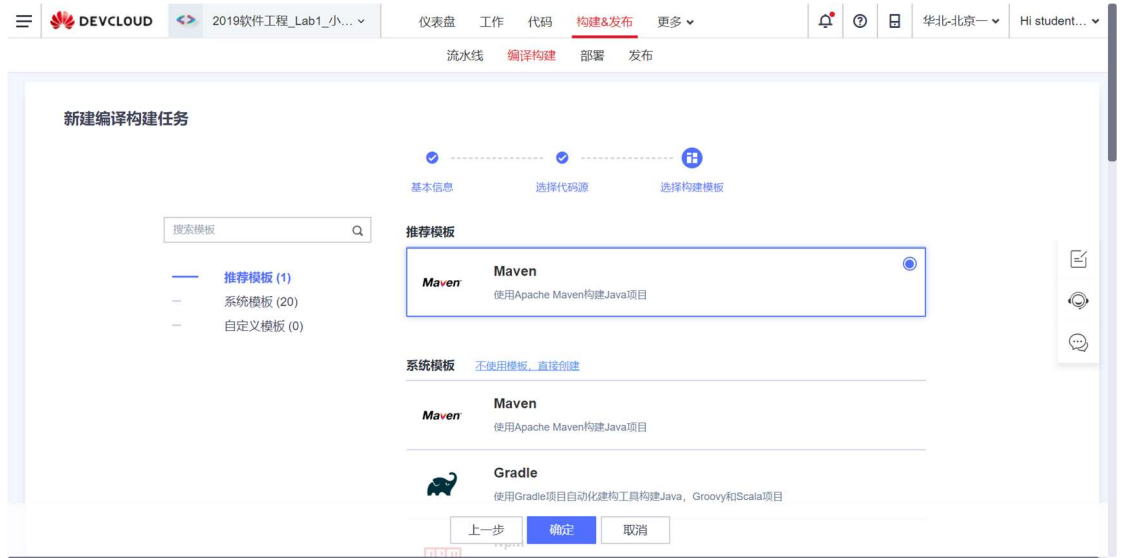 DEVCLOUD 2019软件工程_Lab1_小... 仪表盘 工作 代码 构建&发布 更多 华北-北京一 Hi student...
流水线 编译构建 部署 发布
新建编译构建任务
基本信息 选择代码源 选择构建模板
搜索模板
推荐模板 (1)
系统模板 (20)
自定义模板 (0)
推荐模板
Maven
Maven
使用Apache Maven构建Java项目
系统模板 不使用模板，直接创建
Maven
Maven
使用Apache Maven构建Java项目
Gradle
使用Gradle项目自动化建构工具构建Java，Groovy和Scala项目
上一步 确定 取消